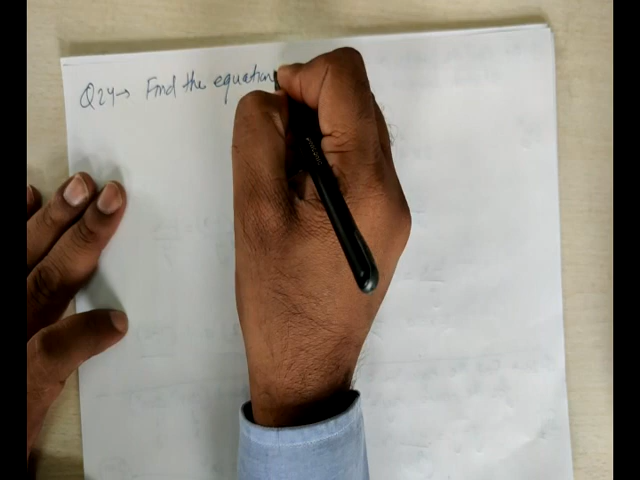 Q24→ Find the equation